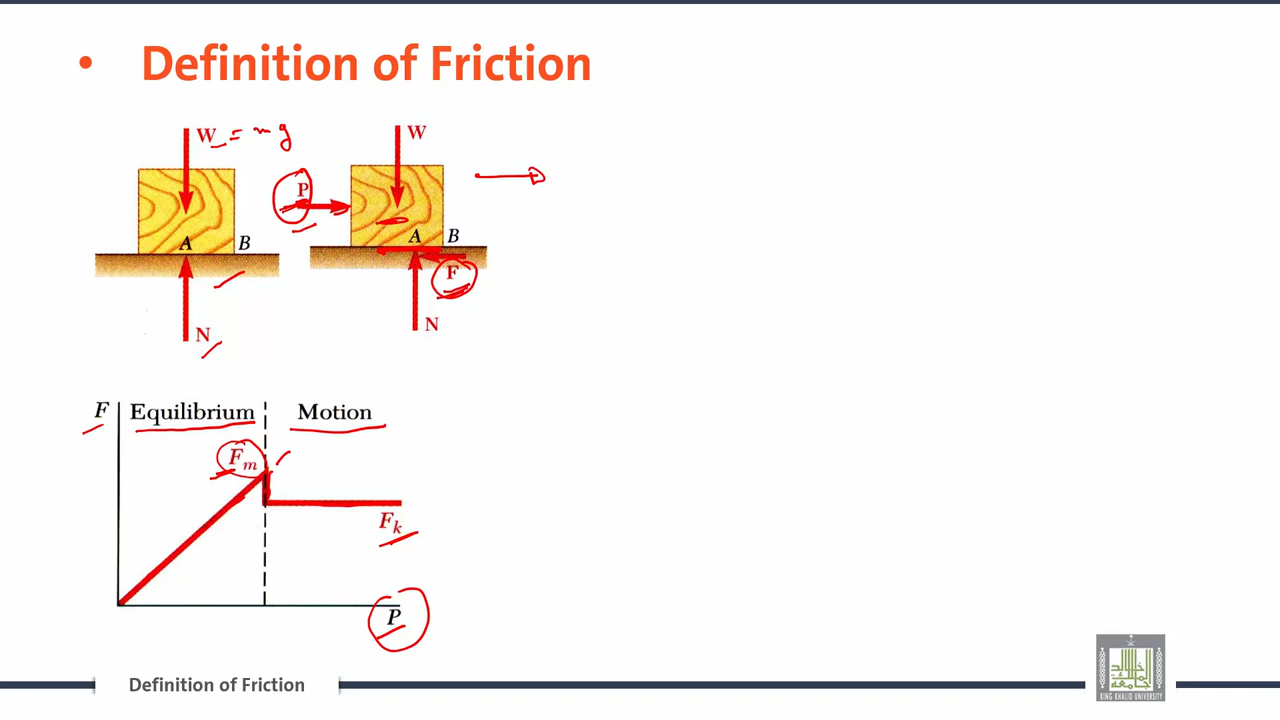 • Definition of Friction
W = mg
W
P
A
B
A
B
F
N
N
F
Equilibrium
Motion
Fm
Fk
P
Definition of Friction
KING KHALID UNIVERSITY